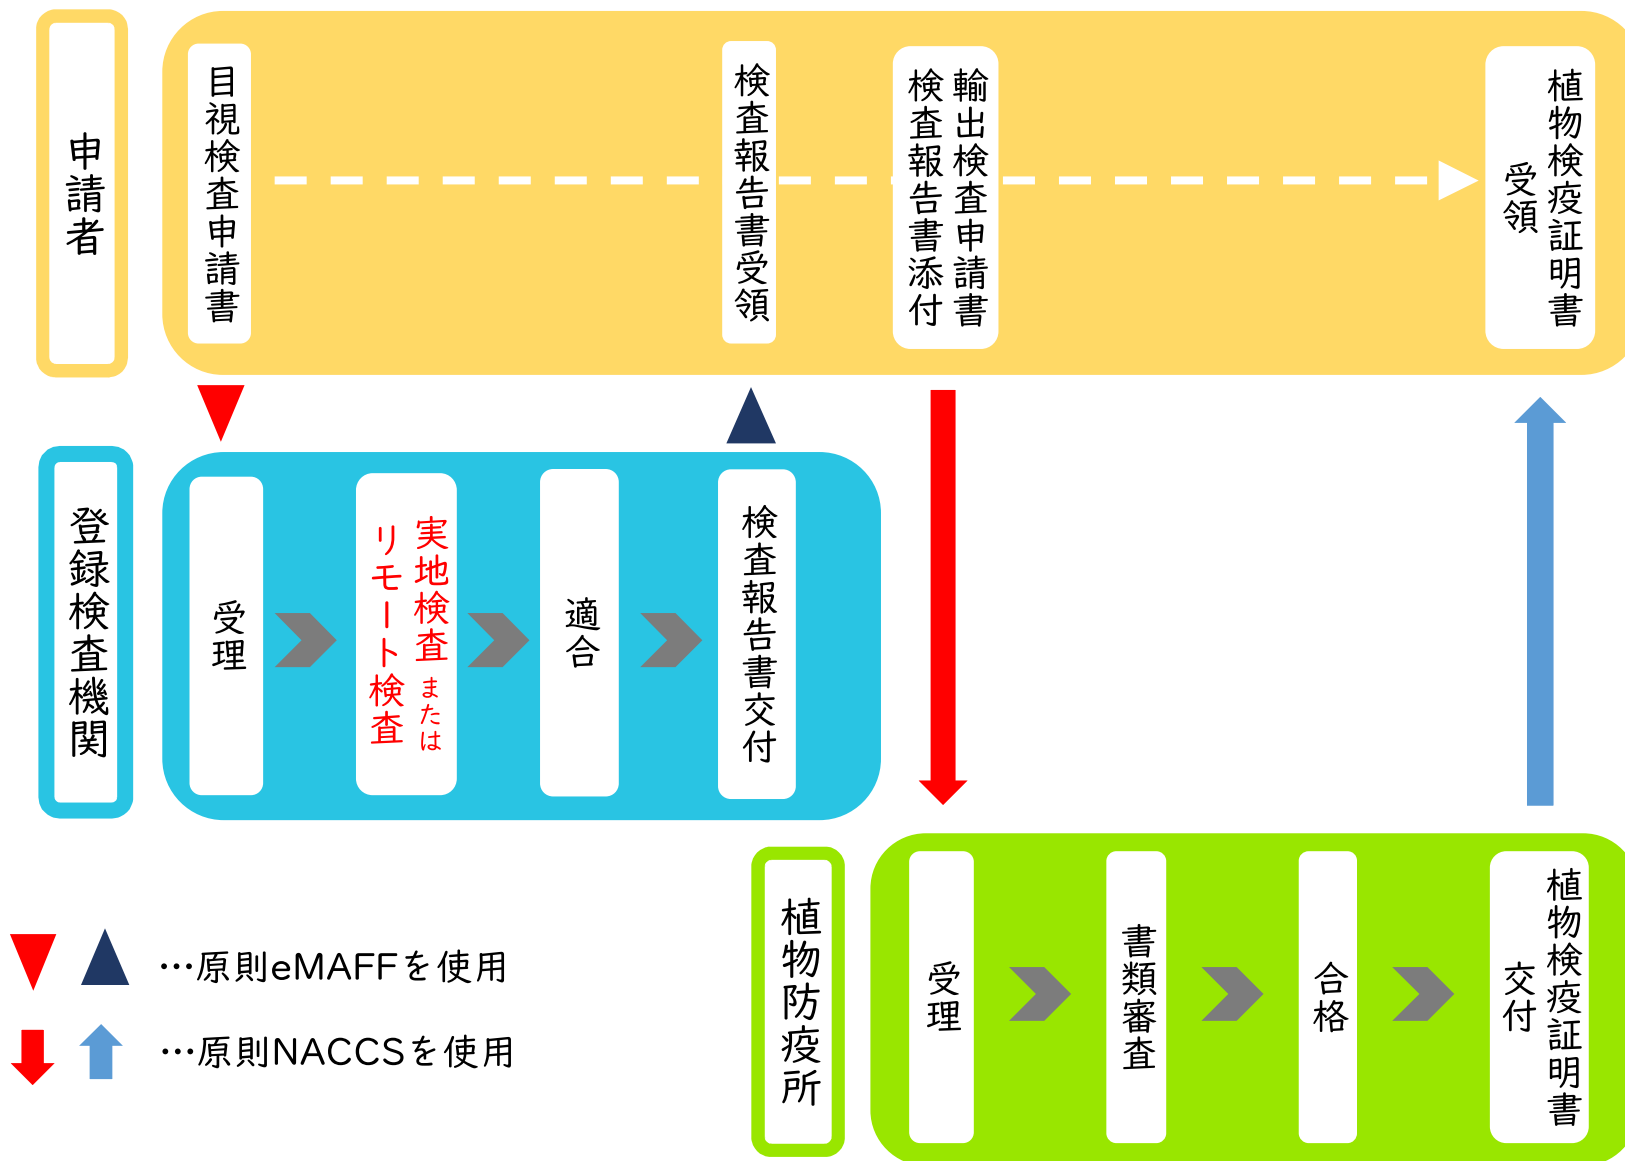 申請者
目視検査申請書
検査報告書受領
輸出検査申請書
検査報告書添付
植物検疫証明書
受領
登録検査機関
受理
実地検査または
リモート検査
適合
検査報告書交付
植物防疫所
受理
書類審査
合格
植物検疫証明書
交付
…原則eMAFFを使用
…原則NACCSを使用